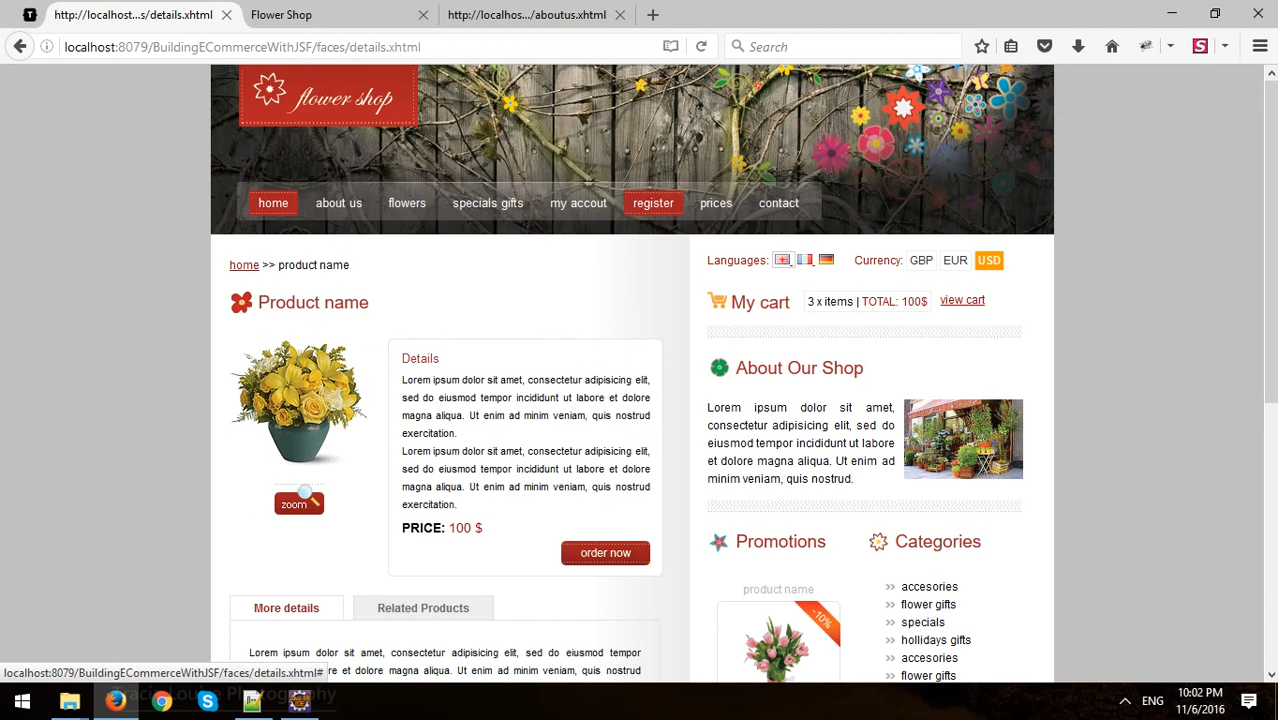 http://localhost...s/details.xhtml
Flower Shop
http://localhos.../aboutus.xhtml
localhost:8079/BuildingECommerceWithJSF/faces/details.xhtml
Search
flower shop
home
about us
flowers
specials gifts
my accout
register
prices
contact
home >> product name
Languages:
Currency: GBP EUR USD
Product name
My cart
3 x items | TOTAL: 100$
view cart
Details
Lorem ipsum dolor sit amet, consectetur adipisicing elit,
sed do eiusmod tempor incididunt ut labore et dolore
magna aliqua. Ut enim ad minim veniam, quis nostrud
exercitation.
Lorem ipsum dolor sit amet, consectetur adipisicing elit,
sed do eiusmod tempor incididunt ut labore et dolore
magna aliqua. Ut enim ad minim veniam, quis nostrud
exercitation.
PRICE: 100 $
order now
zoom
About Our Shop
Lorem ipsum dolor sit amet,
consectetur adipisicing elit, sed do
eiusmod tempor incididunt ut labore
et dolore magna aliqua. Ut enim ad
minim veniam, quis nostrud.
More details
Related Products
Lorem ipsum dolor sit amet, consectetur adipisicing elit, sed do eiusmod tempor
dolore magna aliqua. Ut enim ad minim veniam, quis nostrud
Promotions
product name
-10%
Categories
accesories
flower gifts
specials
hollidays gifts
accesories
flower gifts
localhost:8079/BuildingECommerceWithJSF/faces/details.xhtml#
Gracie Louise Photography
ENG
10:02 PM
11/6/2016